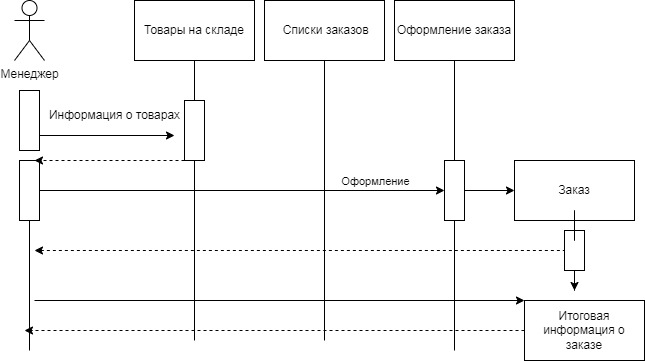 Товары на складе
Списки заказов
Оформление заказа
Менеджер
Информация о товарах
Оформление
Заказ
Итоговая
информация о
заказе